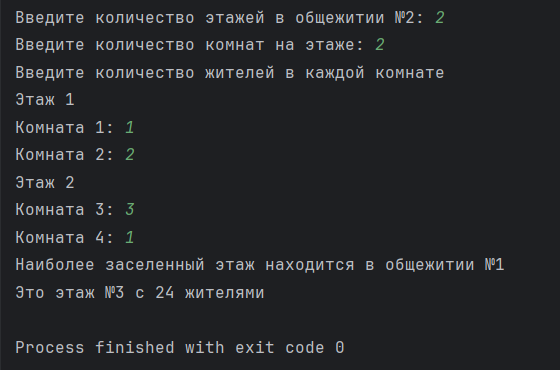 Введите количество этажей в общежитии №2: 2
Введите количество комнат на этаже: 2
Введите количество жителей в каждой комнате
Этаж 1
Комната 1: 1
Комната 2: 2
Этаж 2
Комната 3: 3
Комната 4: 1
Наиболее заселенный этаж находится в общежитии №1
Это этаж №3 с 24 жителями
Process finished with exit code 0